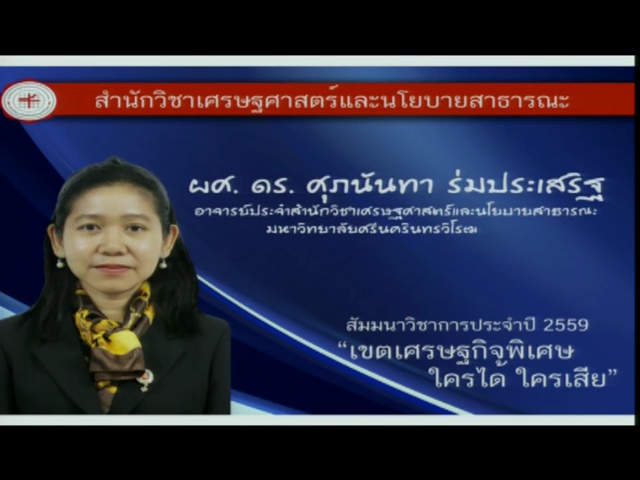 สำนักวิชาเศรษฐศาสตร์และนโยบายสาธารณะ
ผศ. ดร. ศุภนันทา ร่มประเสริฐ
อาจารย์ประจำสำนักวิชาเศรษฐศาสตร์และนโยบายสาธารณะ
มหาวิทยาลัยศรีนครินทรวิโรฒ
สัมมนาวิชาการประจำปี 2559
“เขตเศรษฐกิจพิเศษ
ใครได้ ใครเสีย”